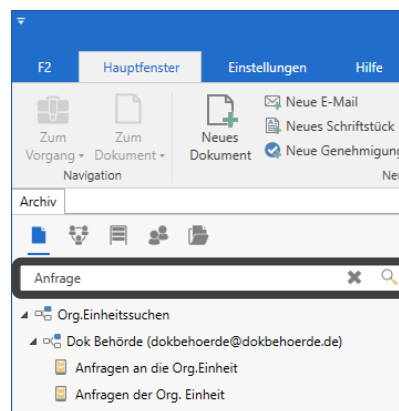 F2 Hauptfenster Einstellungen Hilfe
Zum Vorgang
Zum Dokument
Neues Dokument
Neue E-Mail
Neues Schriftstück
Neue Genehmigung
Navigation
Ne
Archiv
Anfrage
Org.Einheitssuchen
Dok Behörde (dokbehoerde@dokbehoerde.de)
Anfragen an die Org.Einheit
Anfragen der Org. Einheit